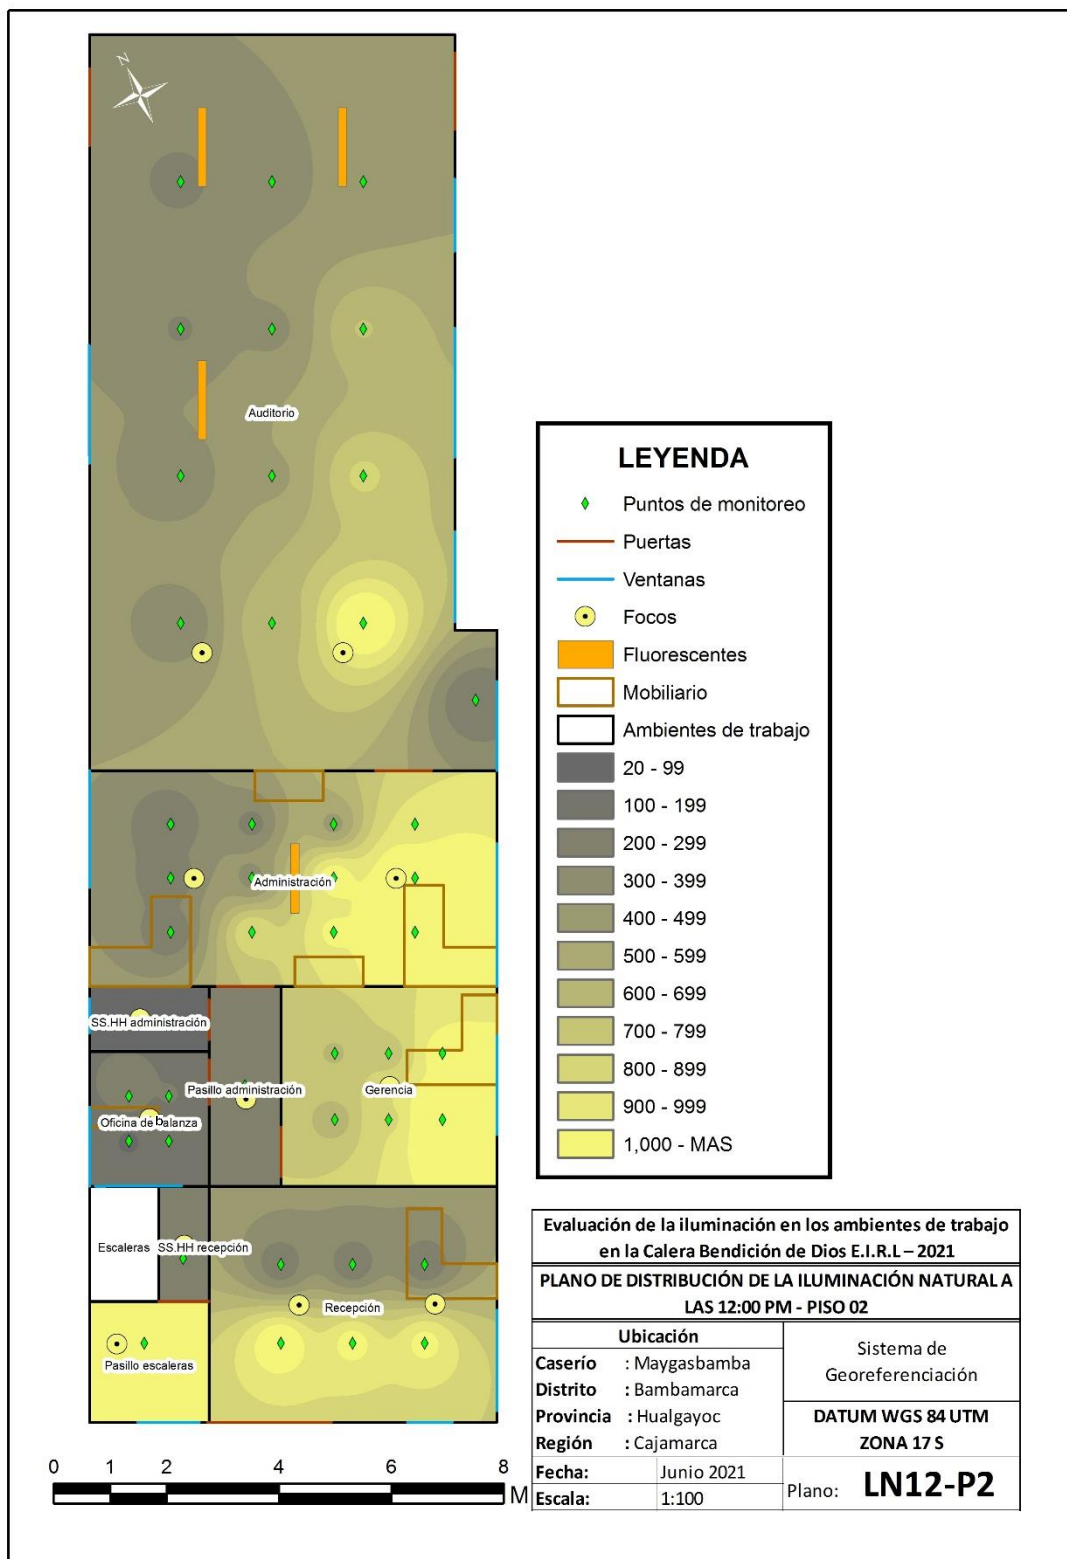 N
Auditorio
Administración
SS.HH administración
Pasillo administración
Gerencia
Oficina de balanza
Escaleras
SS.HH recepción
Recepción
Pasillo escaleras
0 1 2 4 6 8
M
LEYENDA
Puntos de monitoreo
Puertas
Ventanas
Focos
Fluorescentes
Mobiliario
Ambientes de trabajo
20 - 99
100 - 199
200 - 299
300 - 399
400 - 499
500 - 599
600 - 699
700 - 799
800 - 899
900 - 999
1,000 - MAS
Evaluación de la iluminación en los ambientes de trabajo
en la Calera Bendición de Dios E.I.R.L – 2021
PLANO DE DISTRIBUCIÓN DE LA ILUMINACIÓN NATURAL A
LAS 12:00 PM - PISO 02
Ubicación
Caserío : Maygasbamba
Distrito : Bambamarca
Provincia : Hualgayoc
Región : Cajamarca
Sistema de
Georeferenciación
DATUM WGS 84 UTM
ZONA 17 S
Fecha: Junio 2021
Escala: 1:100
Plano: LN12-P2